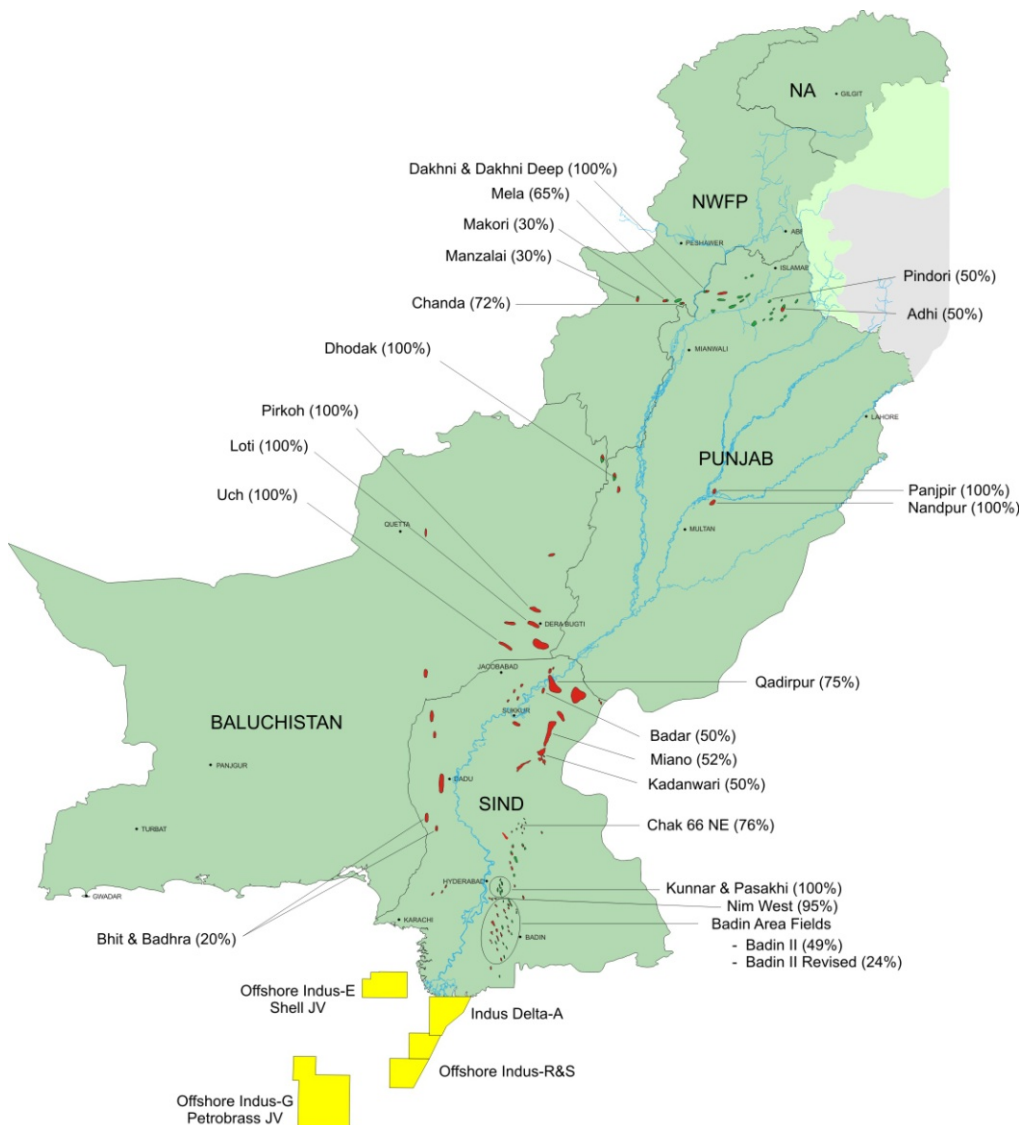 NA
GILGIT
Dakhni & Dakhni Deep (100%)
Mela (65%)
NWFP
Makori (30%)
ABI
PESHAWER
Manzalai (30%)
ISLAMAB
Pindori (50%)
Chanda (72%)
Adhi (50%)
Dhodak (100%)
MIANWALI
Pirkoh (100%)
LAHORE
Loti (100%)
PUNJAB
Uch (100%)
Panjpir (100%)
Nandpur (100%)
QUETTA
MULTAN
DERA BUGTI
JACOBABAD
Qadirpur (75%)
SUKKUR
BALUCHISTAN
Badar (50%)
Miano (52%)
PANJGUR
Kadanwari (50%)
DADU
SIND
Chak 66 NE (76%)
TURBAT
HYDERABAD
Kunnar & Pasakhi (100%)
GWADAR
Nim West (95%)
KARACHI
Badin Area Fields
BADIN
Bhit & Badhra (20%)
- Badin II (49%)
- Badin II Revised (24%)
Offshore Indus-E
Shell JV
Indus Delta-A
Offshore Indus-R&S
Offshore Indus-G
Petrobrass JV